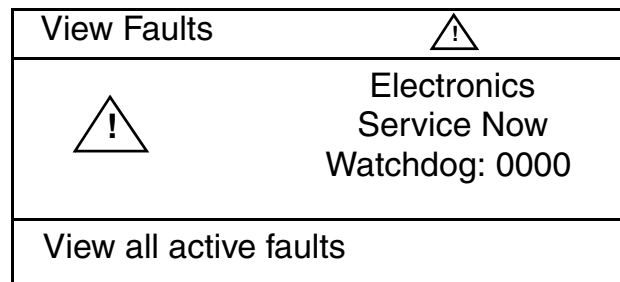 View Faults !
! Electronics
Service Now
Watchdog: 0000
View all active faults